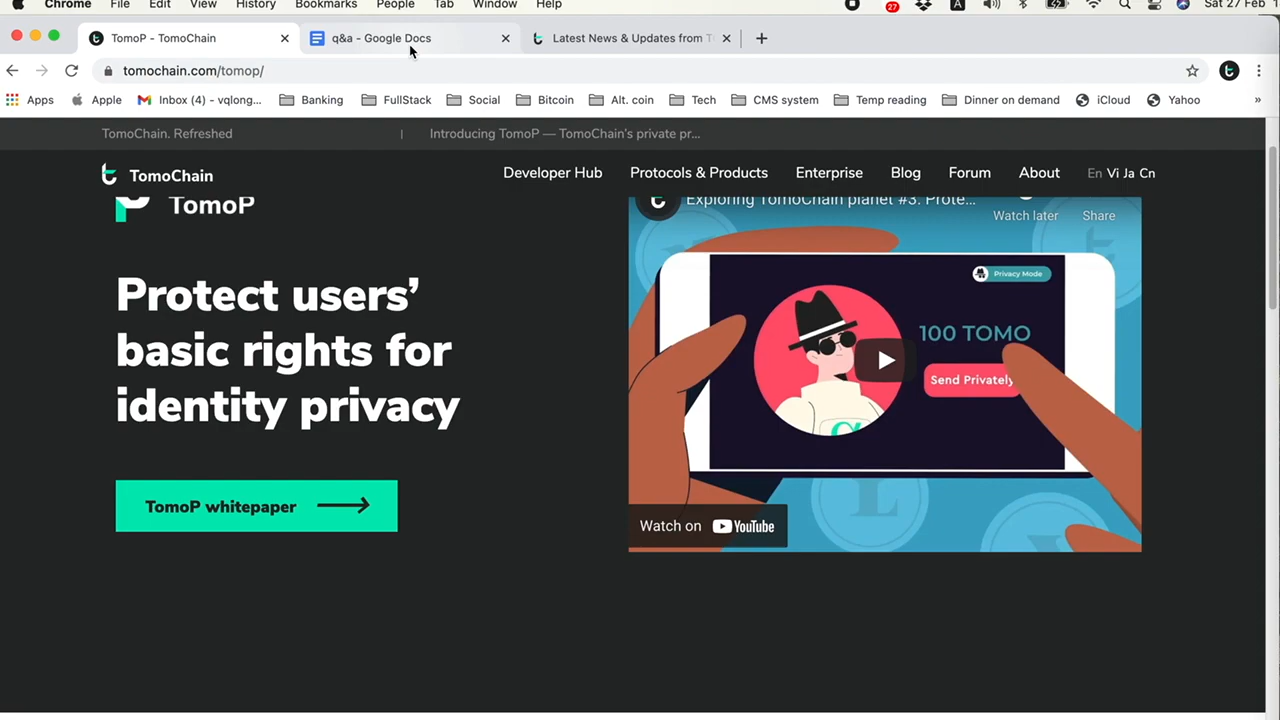 Chrome File Edit View History Bookmarks People Tab Window Help 27 A Sat 27 Feb
TomoP - TomoChain q&a - Google Docs Latest News & Updates from T
tomochain.com/tomop/
Apps Apple Inbox (4) - vqlong... Banking FullStack Social Bitcoin Alt. coin Tech CMS system Temp reading Dinner on demand iCloud Yahoo »
TomoChain. Refreshed | Introducing TomoP — TomoChain's private pr...
TomoChain Developer Hub Protocols & Products Enterprise Blog Forum About En Vi Ja Cn
TomoP
Exploring TomoChain planet #3. Prote...
Watch later Share
Privacy Mode
Protect users’
basic rights for
identity privacy
100 TOMO
Send Privately
TomoP whitepaper
Watch on YouTube